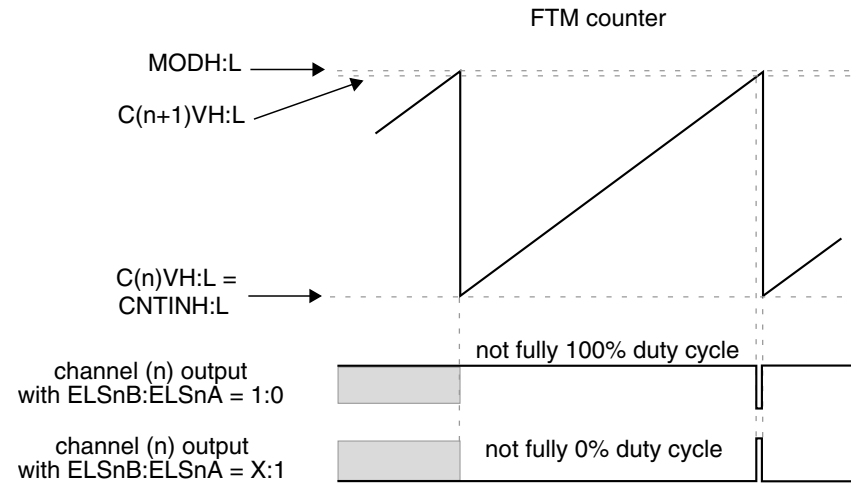 FTM counter
MODH:L
C(n+1)VH:L
C(n)VH:L =
CNTINH:L
not fully 100% duty cycle
channel (n) output
with ELSnB:ELSnA = 1:0
not fully 0% duty cycle
channel (n) output
with ELSnB:ELSnA = X:1